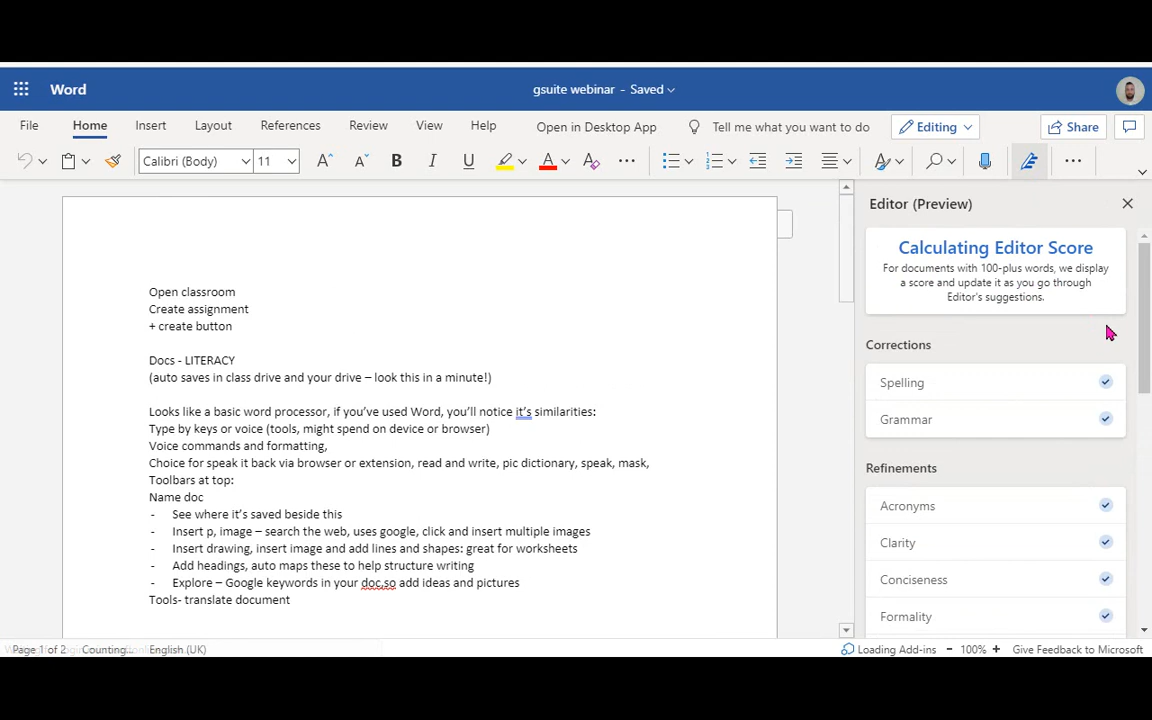 Word
gsuite webinar - Saved
File Home Insert Layout References Review View Help Open in Desktop App Tell me what you want to do Editing Share
Calibri (Body) 11 A A B I U A A
Editor (Preview)
Calculating Editor Score
For documents with 100-plus words, we display
a score and update it as you go through
Editor's suggestions.
Corrections
Spelling
Grammar
Refinements
Acronyms
Clarity
Conciseness
Formality
Open classroom
Create assignment
+ create button
Docs - LITERACY
(auto saves in class drive and your drive – look this in a minute!)
Looks like a basic word processor, if you've used Word, you'll notice it's similarities:
Type by keys or voice (tools, might spend on device or browser)
Voice commands and formatting,
Choice for speak it back via browser or extension, read and write, pic dictionary, speak, mask,
Toolbars at top:
Name doc
- See where it's saved beside this
- Insert p, image – search the web, uses google, click and insert multiple images
- Insert drawing, insert image and add lines and shapes: great for worksheets
- Add headings, auto maps these to help structure writing
- Explore – Google keywords in your doc,so add ideas and pictures
Tools- translate document
Page 1 of 2 Counting... English (UK) Loading Add-ins - 100% + Give Feedback to Microsoft